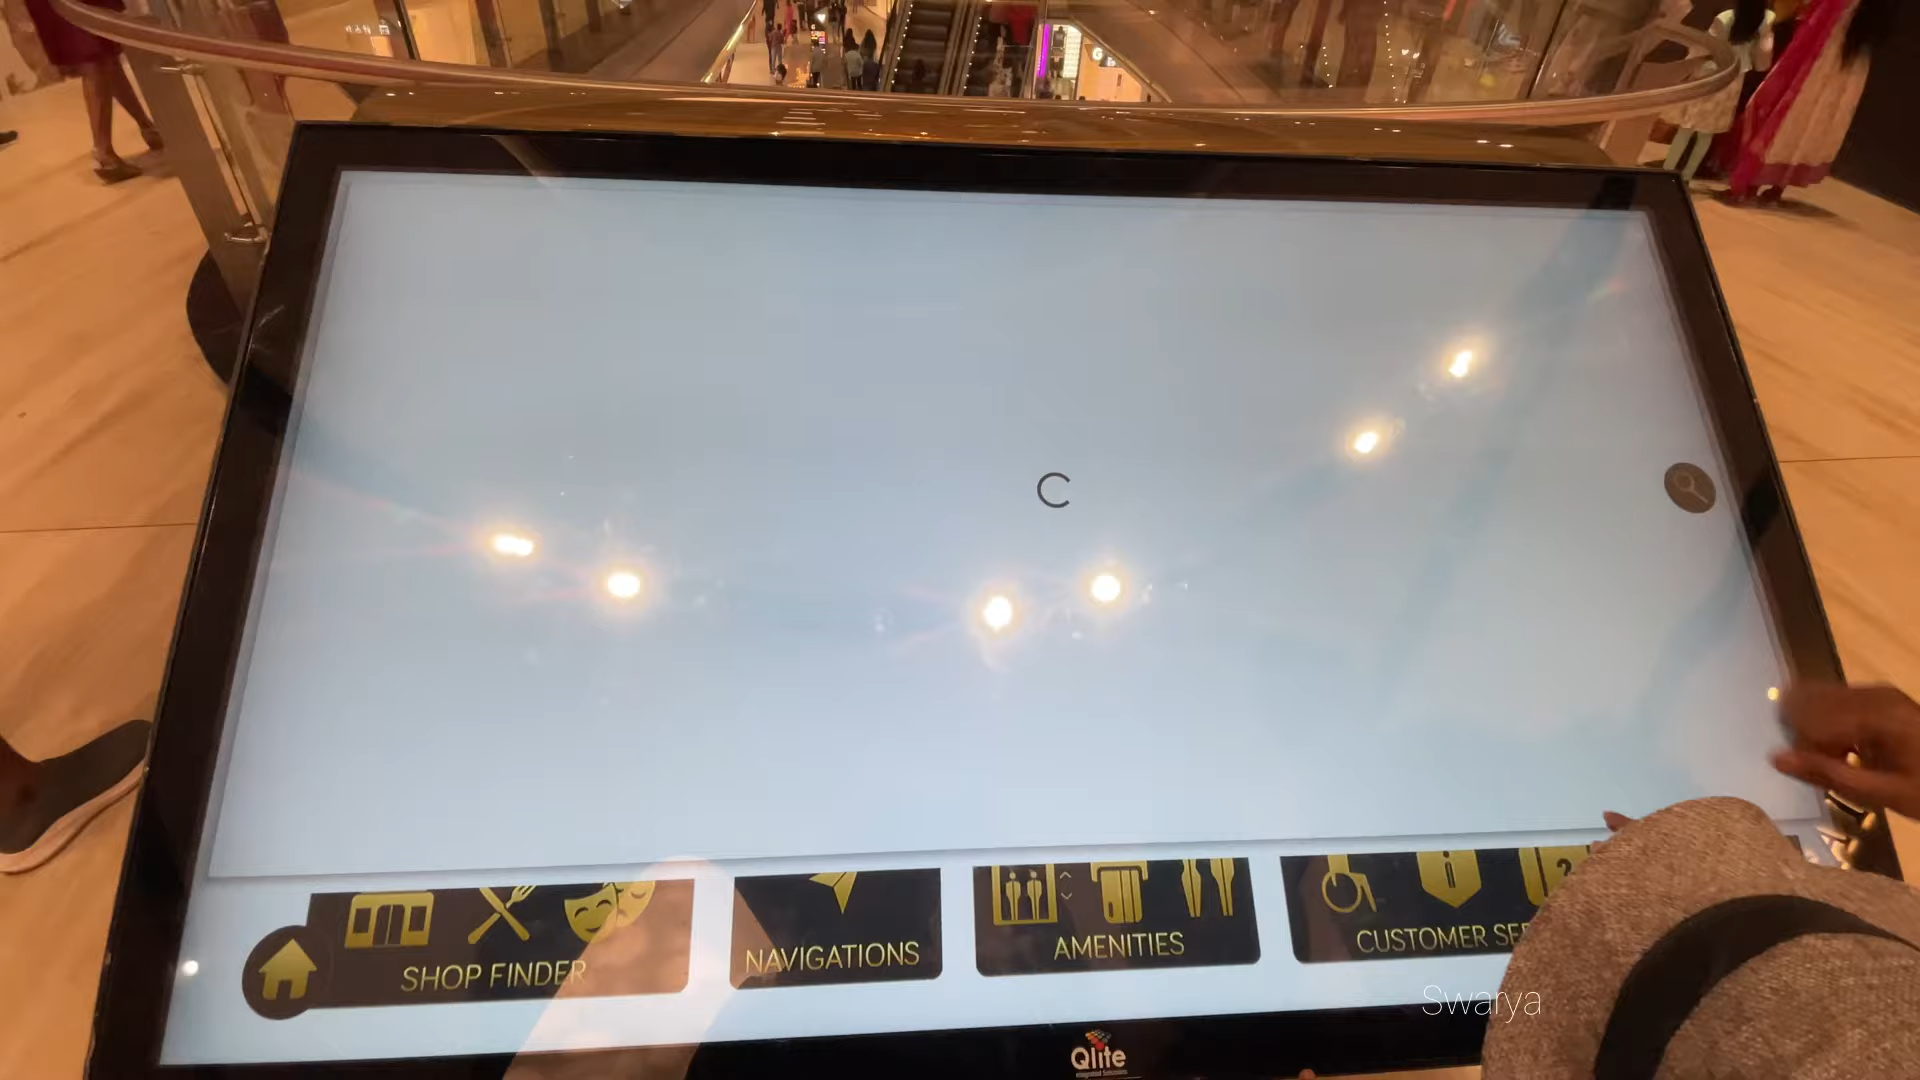 SHOP FINDER
NAVIGATIONS
AMENITIES
CUSTOMER SE
Swarya
Qlite